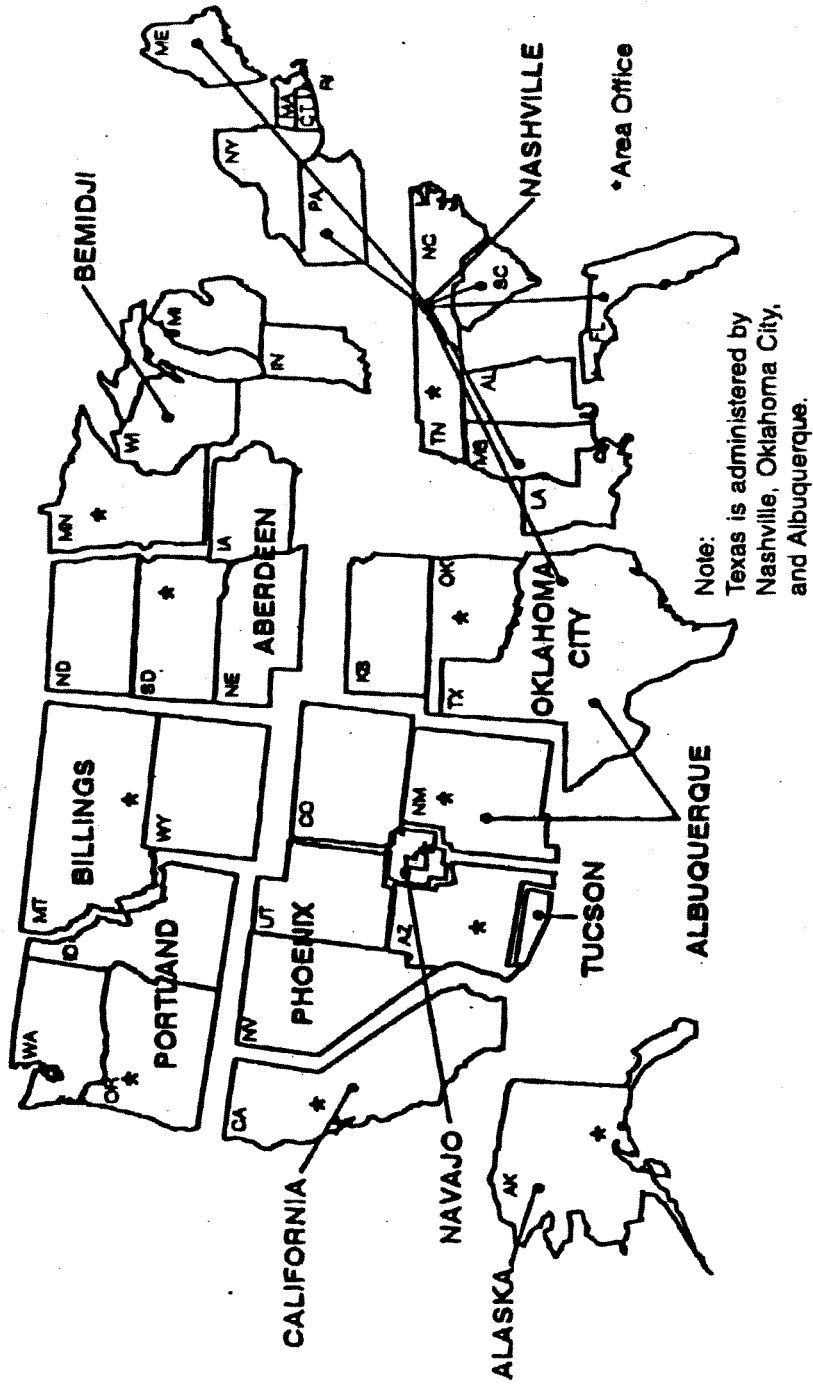 WA
OR
PORTLAND
ID
MT
BILLINGS
WY
ND
SD
NE
ABERDEEN
IA
MN
WI
BEMIDJI
MI
IN
NY
PA
MA
CT
RI
ME
CALIFORNIA
CA
NV
PHOENIX
UT
CO
KS
NAVAJO
AZ
NM
TX
OK
OKLAHOMA
CITY
TN
NC
SC
MS
AL
LA
FL
NASHVILLE
ALASKA
AK
TUCSON
ALBUQUERQUE
*Area Office
Note:
Texas is administered by
Nashville, Oklahoma City,
and Albuquerque.